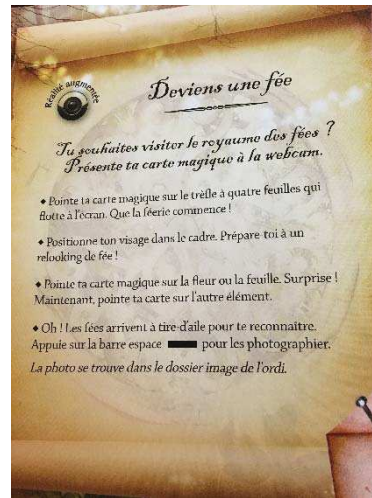 Réalité augmentée
Deviens une fée
Tu souhaites visiter le royaume des fées ?
Présente ta carte magique à la webcam.
◆ Pointe ta carte magique sur le trèfle à quatre feuilles qui
flotte à l'écran. Que la féerie commence !
◆ Positionne ton visage dans le cadre. Prépare-toi à un
relooking de fée !
◆ Pointe ta carte magique sur la fleur ou la feuille. Surprise !
Maintenant, pointe ta carte sur l'autre élément.
◆ Oh ! Les fées arrivent à tire-d'aile pour te reconnaître.
Appuie sur la barre espace pour les photographier.
La photo se trouve dans le dossier image de l'ordi.